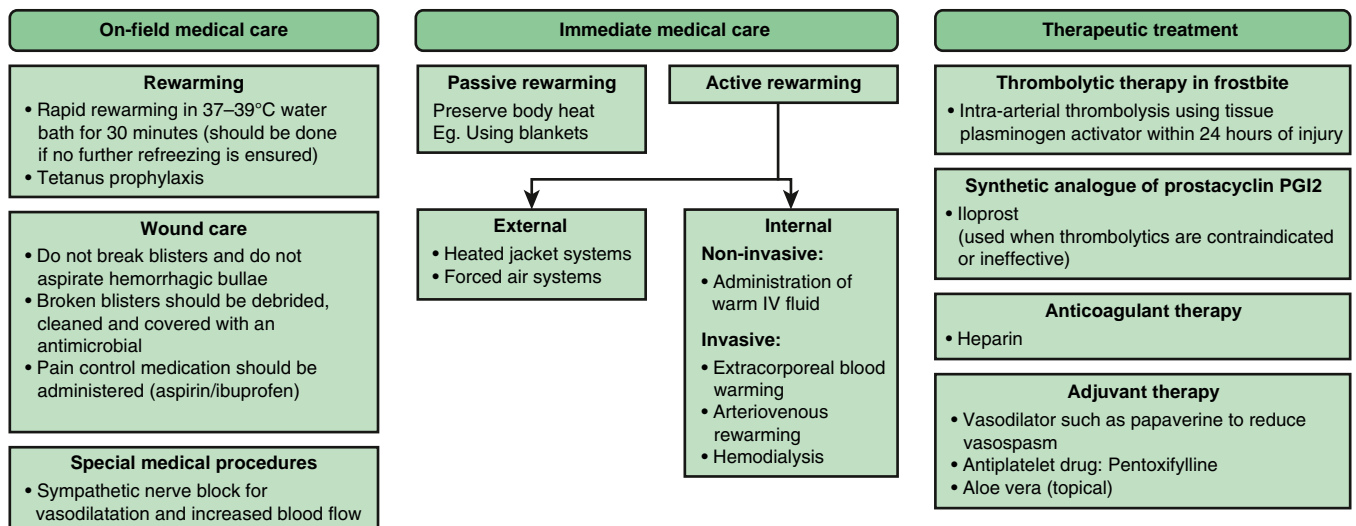 On-field medical care
Rewarming
• Rapid rewarming in 37–39°C water
bath for 30 minutes (should be done
if no further refreezing is ensured)
• Tetanus prophylaxis
Wound care
• Do not break blisters and do not
aspirate hemorrhagic bullae
• Broken blisters should be debrided,
cleaned and covered with an
antimicrobial
• Pain control medication should be
administered (aspirin/ibuprofen)
Special medical procedures
• Sympathetic nerve block for
vasodilatation and increased blood flow
Immediate medical care
Passive rewarming
Preserve body heat
Eg. Using blankets
Active rewarming
External
• Heated jacket systems
• Forced air systems
Internal
Non-invasive:
• Administration of
warm IV fluid
Invasive:
• Extracorporeal blood
warming
• Arteriovenous
rewarming
• Hemodialysis
Therapeutic treatment
Thrombolytic therapy in frostbite
• Intra-arterial thrombolysis using tissue
plasminogen activator within 24 hours of injury
Synthetic analogue of prostacyclin PGI2
• Iloprost
(used when thrombolytics are contraindicated
or ineffective)
Anticoagulant therapy
• Heparin
Adjuvant therapy
• Vasodilator such as papaverine to reduce
vasospasm
• Antiplatelet drug: Pentoxifylline
• Aloe vera (topical)